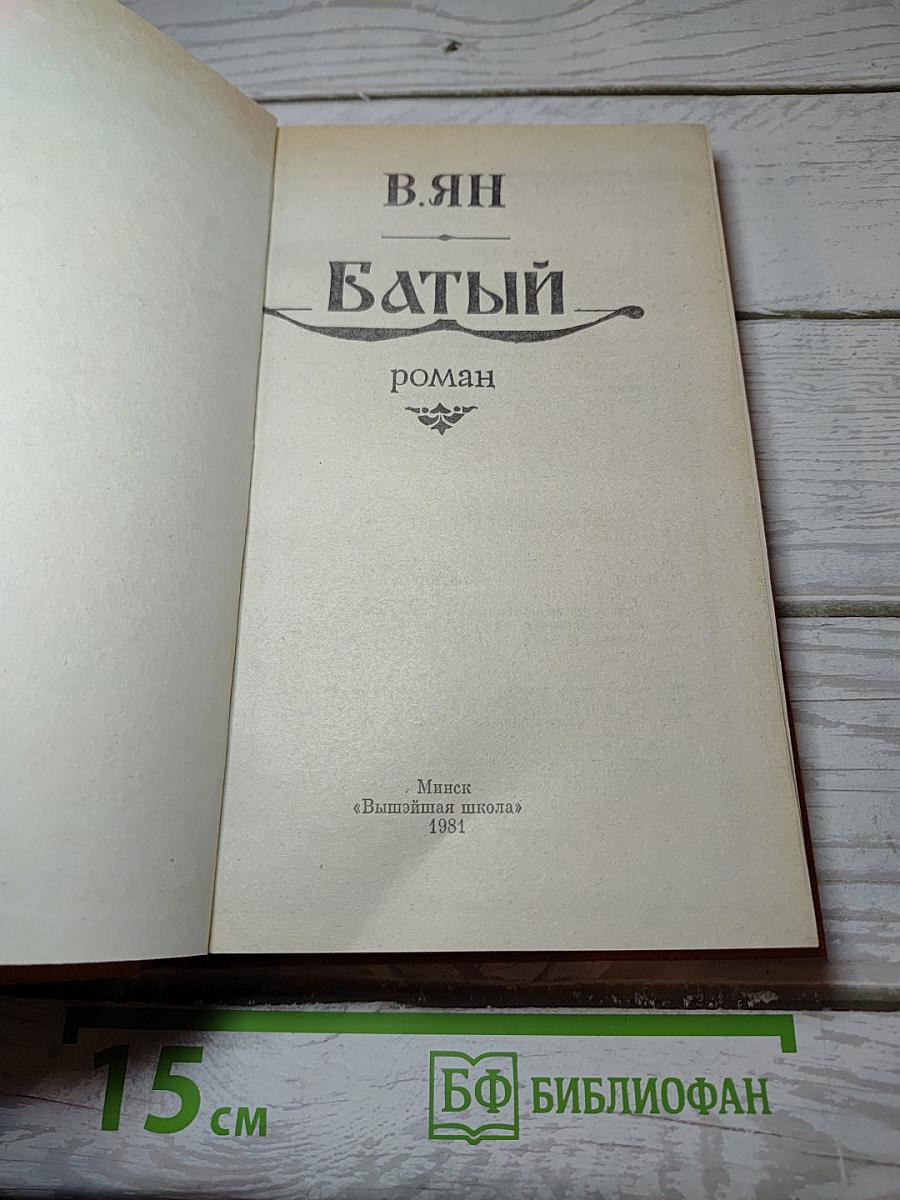 В. ЯН
Батый
роман
Минск
«Вышэйшая школа»
1981
15 см
БФ БИБЛИОФАН